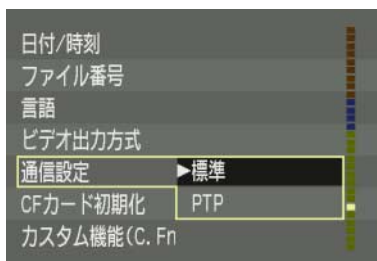 日付/時刻
ファイル番号
言語
ビデオ出力方式
通信設定 ▶標準
CFカード初期化 PTP
カスタム機能(C.Fn